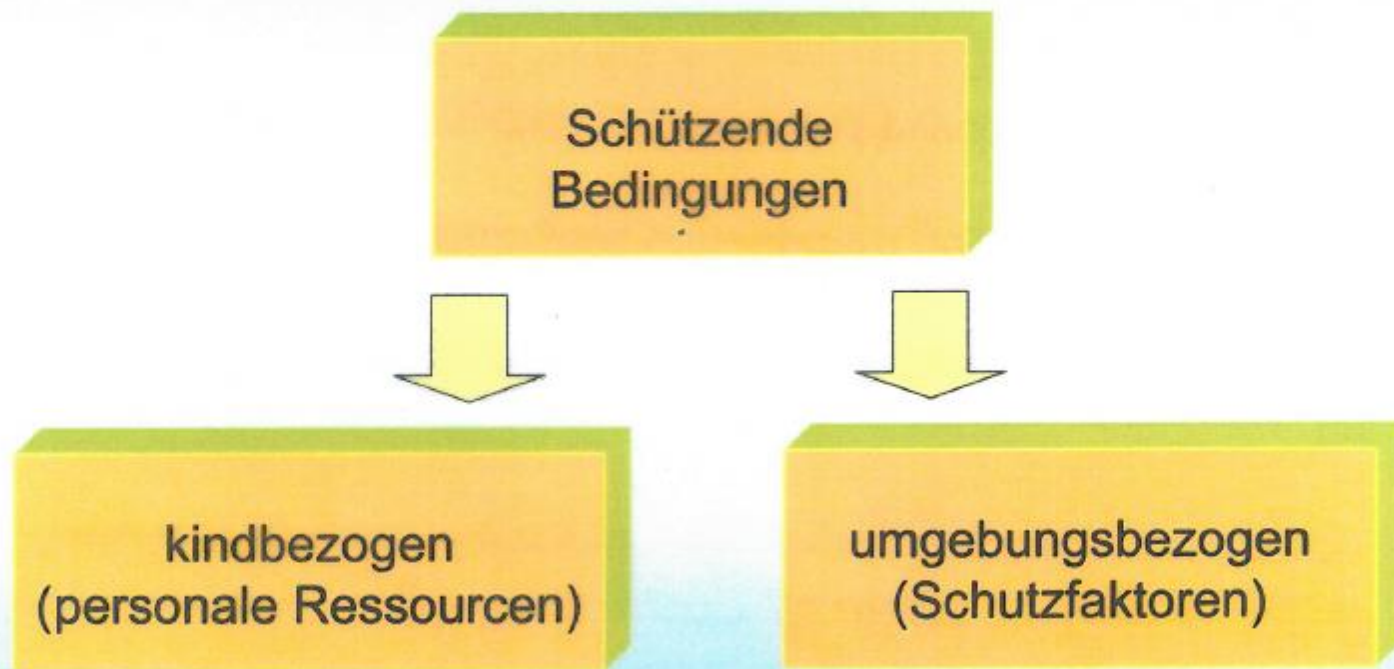 Schützende
Bedingungen
kindbezogen
(personale Ressourcen)
umgebungsbezogen
(Schutzfaktoren)